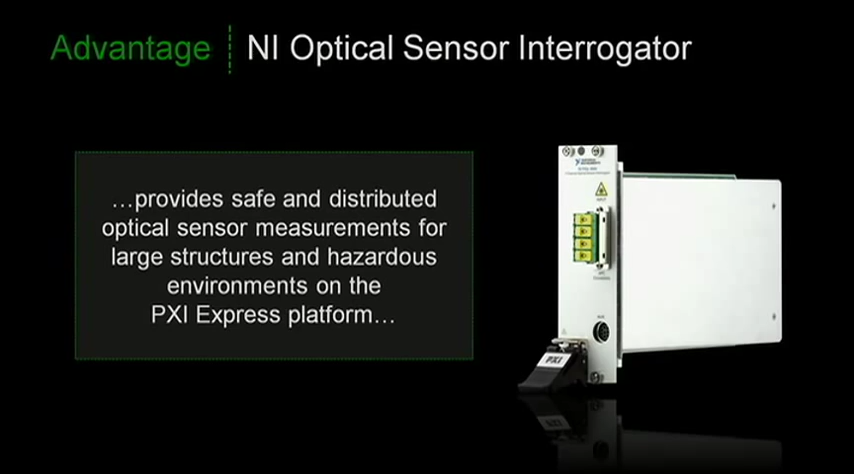 Advantage
NI Optical Sensor Interrogator
…provides safe and distributed
optical sensor measurements for
large structures and hazardous
environments on the
PXI Express platform…